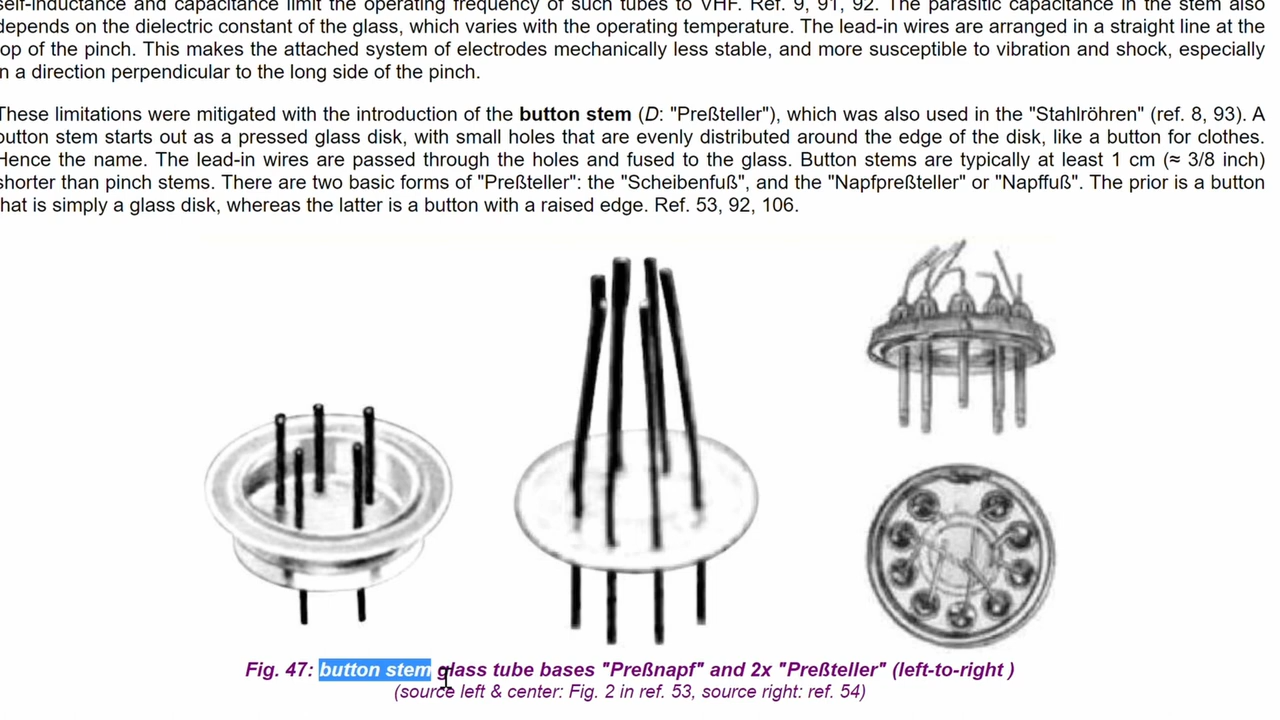 self-inductance and capacitance limit the operating frequency of such tubes to VHF. Ref. 9, 91, 92. The parasitic capacitance in the stem also
depends on the dielectric constant of the glass, which varies with the operating temperature. The lead-in wires are arranged in a straight line at the
top of the pinch. This makes the attached system of electrodes mechanically less stable, and more susceptible to vibration and shock, especially
in a direction perpendicular to the long side of the pinch.
These limitations were mitigated with the introduction of the button stem (D: "Preßteller"), which was also used in the "Stahlröhren" (ref. 8, 93). A
button stem starts out as a pressed glass disk, with small holes that are evenly distributed around the edge of the disk, like a button for clothes.
Hence the name. The lead-in wires are passed through the holes and fused to the glass. Button stems are typically at least 1 cm (≈ 3/8 inch)
shorter than pinch stems. There are two basic forms of "Preßteller": the "Scheibenfuß", and the "Napfpreßteller" or "Napffuß". The prior is a button
that is simply a glass disk, whereas the latter is a button with a raised edge. Ref. 53, 92, 106.
Fig. 47: button stem glass tube bases "Preßnapf" and 2x "Preßteller" (left-to-right )
(source left & center: Fig. 2 in ref. 53, source right: ref. 54)